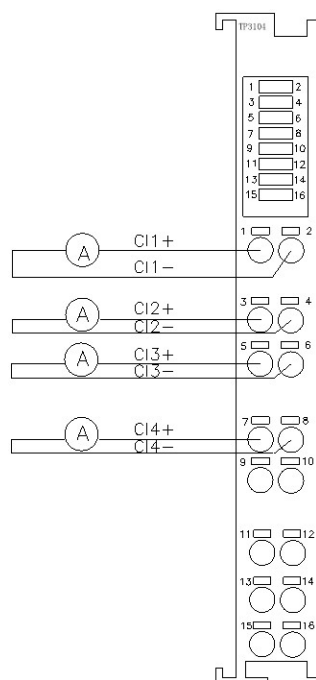 TP3104
1 2
3 4
5 6
7 8
9 10
11 12
13 14
15 16
1 2
A CI1+
CI1-
3 4
A CI2+
CI2-
5 6
A CI3+
CI3-
7 8
A CI4+
CI4-
9 10
11 12
13 14
15 16